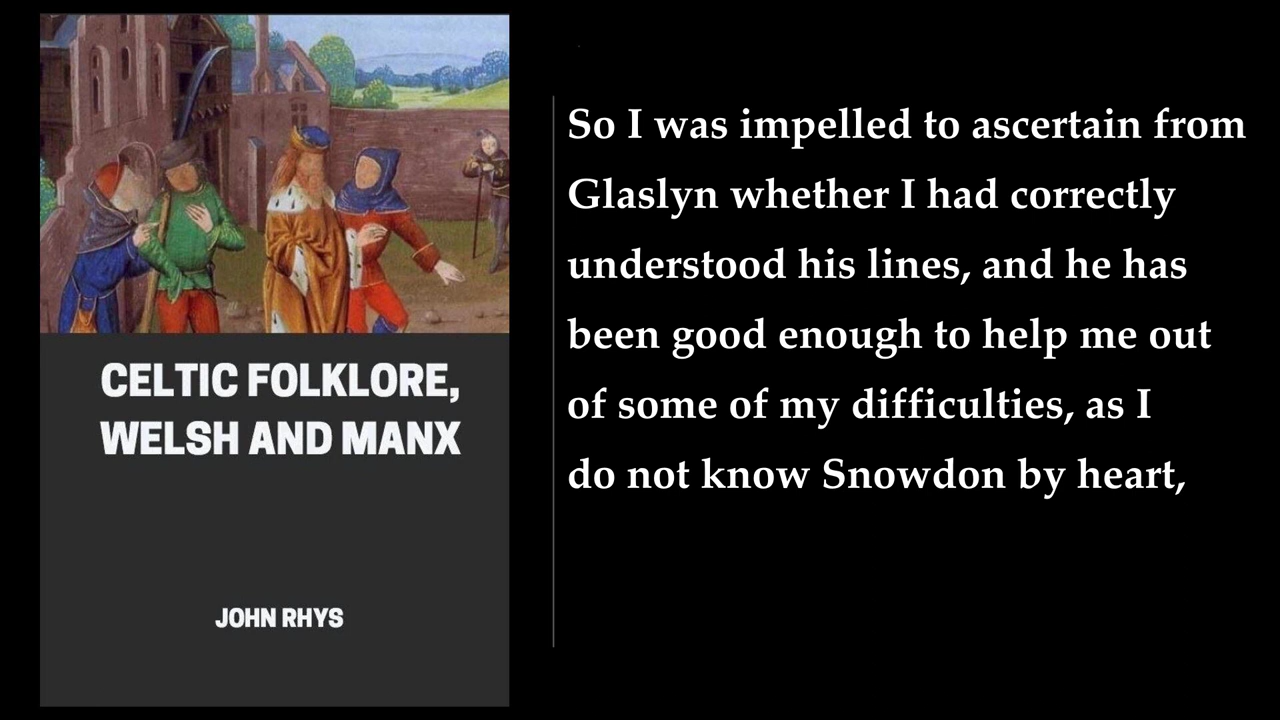 CELTIC FOLKLORE,
WELSH AND MANX
JOHN RHYS
So I was impelled to ascertain from
Glaslyn whether I had correctly
understood his lines, and he has
been good enough to help me out
of some of my difficulties, as I
do not know Snowdon by heart,